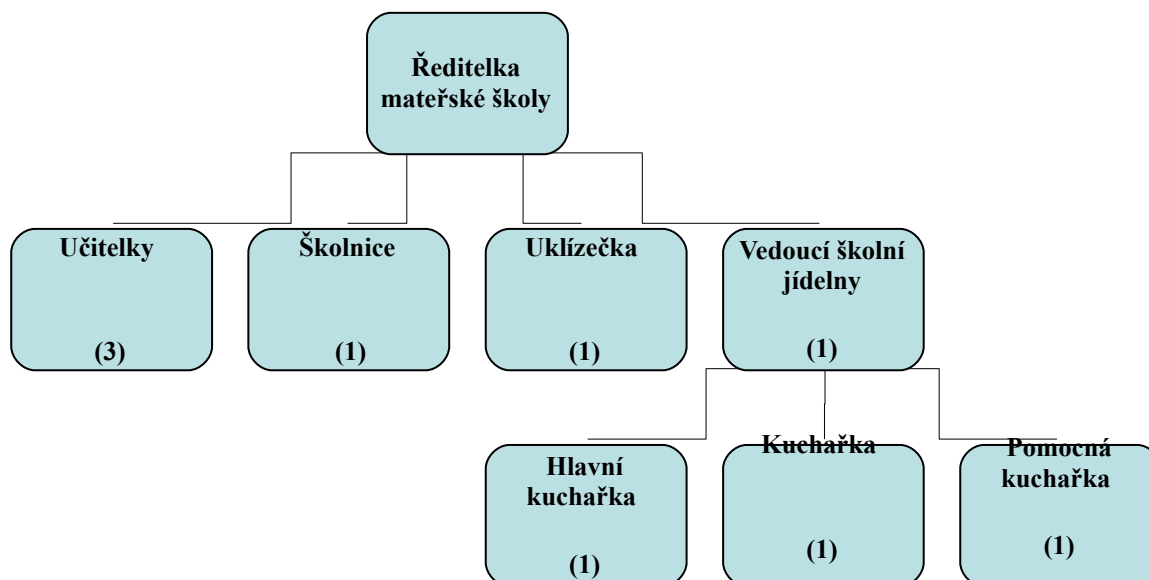 Ředitelka
mateřské školy
Učitelky
(3)
Školnice
(1)
Uklízečka
(1)
Vedoucí školní
jídelny
(1)
Hlavní
kuchařka
(1)
Kuchařka
(1)
Pomocná
kuchařka
(1)